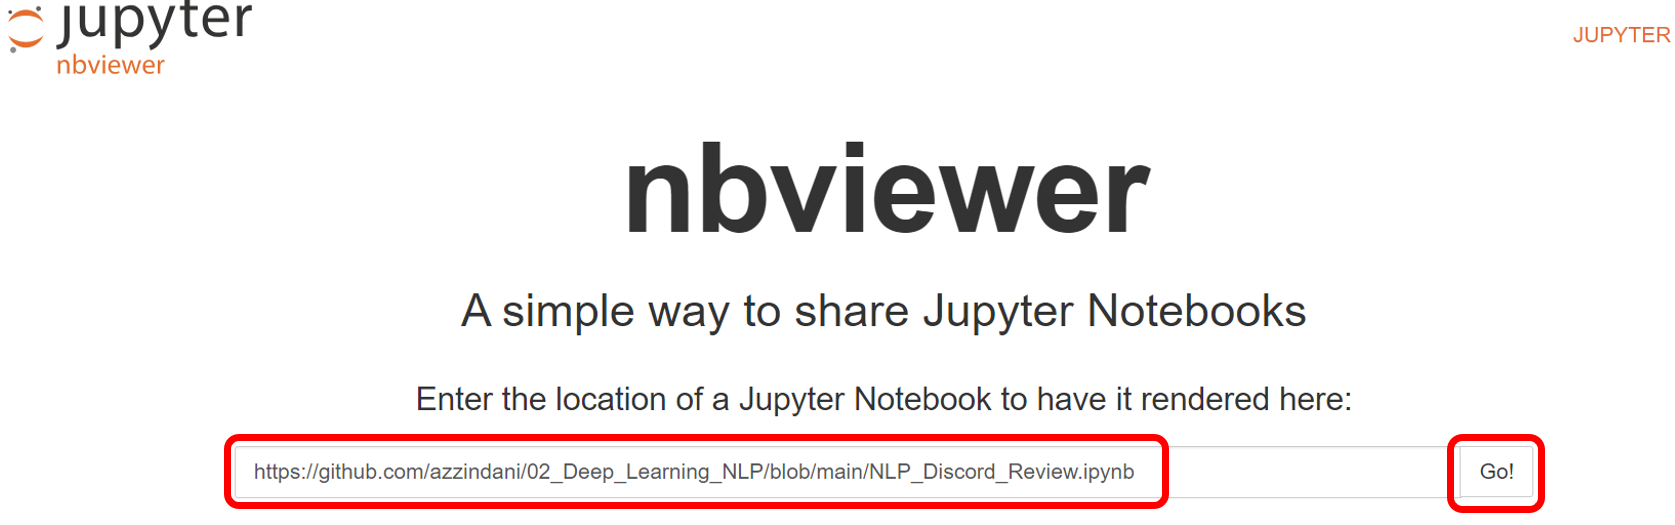 jupyter
nbviewer
JUPYTER
nbviewer
A simple way to share Jupyter Notebooks
Enter the location of a Jupyter Notebook to have it rendered here:
https://github.com/azzindani/02_Deep_Learning_NLP/blob/main/NLP_Discord_Review.ipynb
Go!